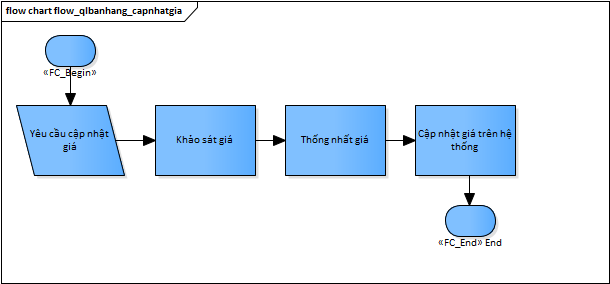 flow chart flow_qlbanhang_capnhatgia
«FC_Begin»
Yêu cầu cập nhật
giá
Khảo sát giá
Thống nhất giá
Cập nhật giá trên hệ
thống
«FC_End» End